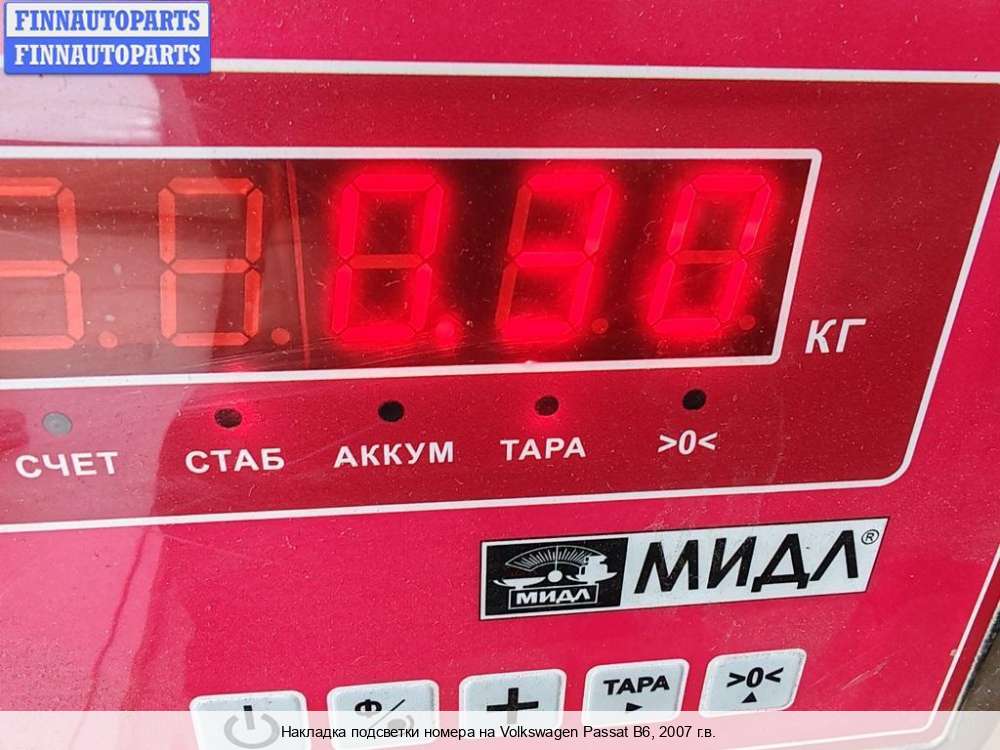 FINNAUTOPARTS
FINNAUTOPARTS
0.30
КГ
СЧЕТ СТАБ АККУМ ТАРА >0<
МИДЛ МИДЛ®
Ф/ + ТАРА >0<
Накладка подсветки номера на Volkswagen Passat B6, 2007 г.в.